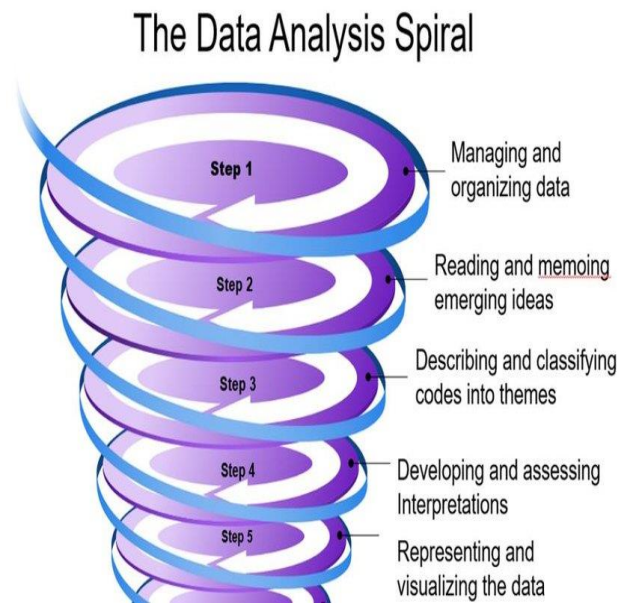 The Data Analysis Spiral
Step 1
Managing and
organizing data
Step 2
Reading and memoing
emerging ideas
Step 3
Describing and classifying
codes into themes
Step 4
Developing and assessing
Interpretations
Step 5
Representing and
visualizing the data